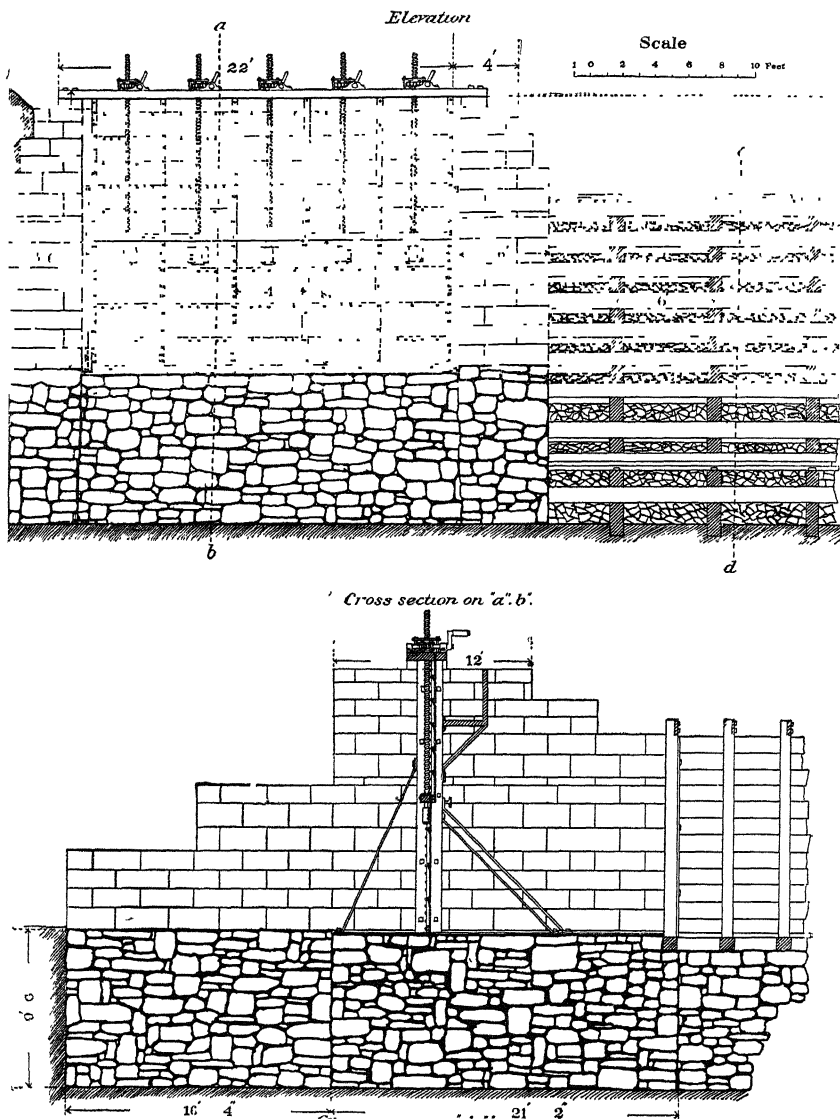 Elevation
a
Scale
22'
4'
1 0 2 4 6 8 10 Feet
b
d
Cross section on "a".b".
12'
16' 4"
21' 2"